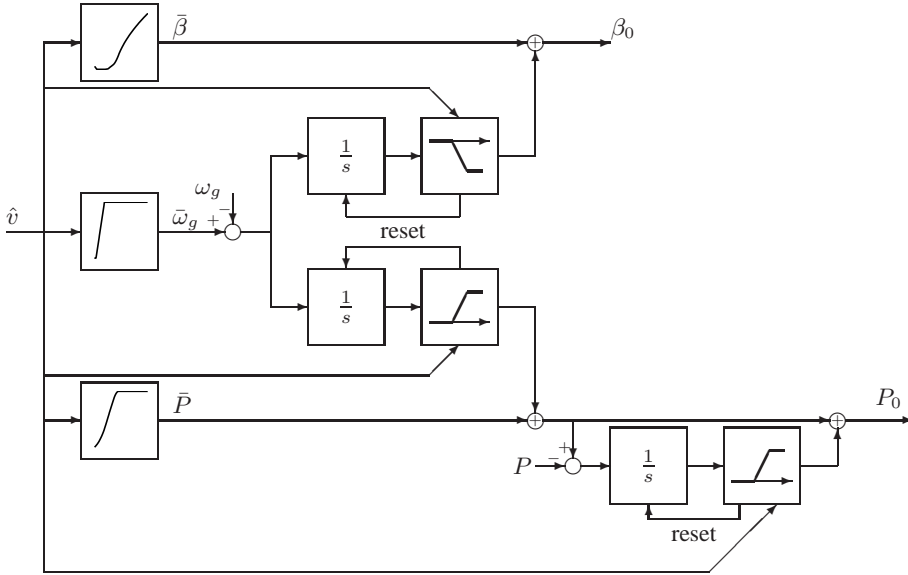 β̄
β₀
1
s
ω_g
v̂
ω̄_g + −
reset
1
s
P̄
P₀
P − +
1
s
reset